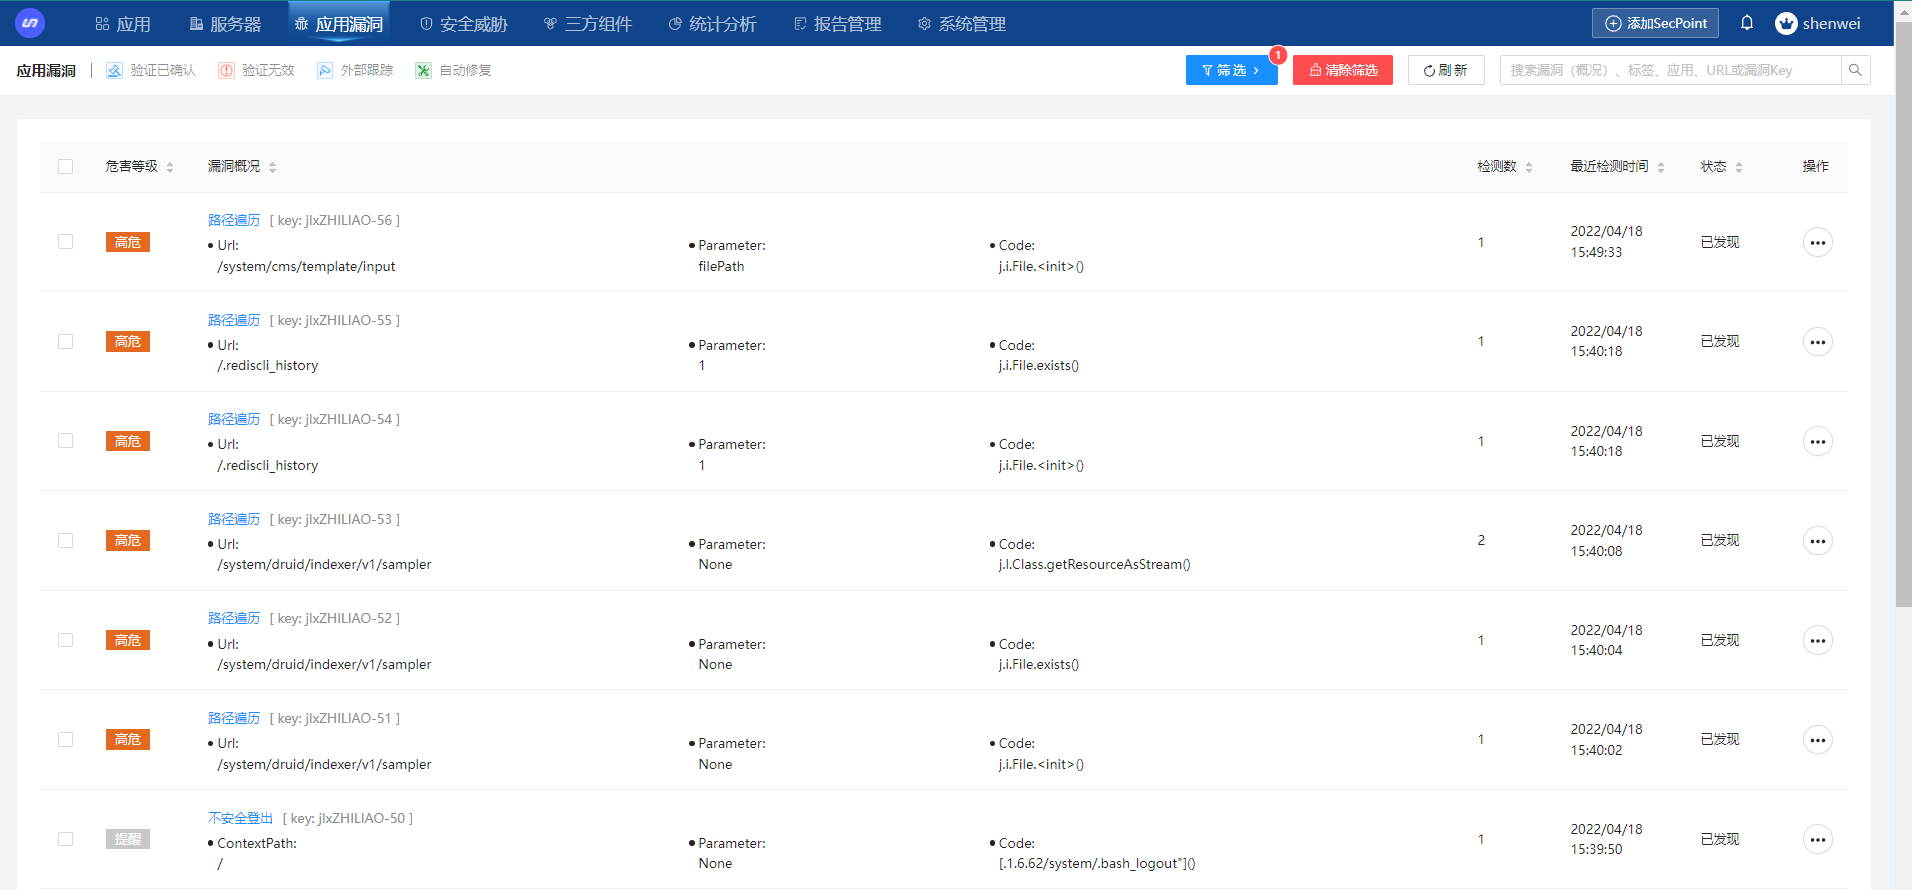 应用 服务器 应用漏洞 安全威胁 三方组件 统计分析 报告管理 系统管理 添加SecPoint shenwei
应用漏洞 验证已确认 验证无效 外部跟踪 自动修复 筛选 1 清除筛选 刷新 搜索漏洞（概况）、标签、应用、URL或漏洞Key
危害等级 漏洞概况 检测数 最近检测时间 状态 操作
路径遍历 [ key: jlxZHILIAO-56 ]
高危 • Url: • Parameter: • Code: 1 2022/04/18 已发现
/system/cms/template/input filePath j.i.File.<init>() 15:49:33
路径遍历 [ key: jlxZHILIAO-55 ]
高危 • Url: • Parameter: • Code: 1 2022/04/18 已发现
/.rediscli_history 1 j.i.File.exists() 15:40:18
路径遍历 [ key: jlxZHILIAO-54 ]
高危 • Url: • Parameter: • Code: 1 2022/04/18 已发现
/.rediscli_history 1 j.i.File.<init>() 15:40:18
路径遍历 [ key: jlxZHILIAO-53 ]
高危 • Url: • Parameter: • Code: 2 2022/04/18 已发现
/system/druid/indexer/v1/sampler None j.l.Class.getResourceAsStream() 15:40:08
路径遍历 [ key: jlxZHILIAO-52 ]
高危 • Url: • Parameter: • Code: 1 2022/04/18 已发现
/system/druid/indexer/v1/sampler None j.i.File.exists() 15:40:04
路径遍历 [ key: jlxZHILIAO-51 ]
高危 • Url: • Parameter: • Code: 1 2022/04/18 已发现
/system/druid/indexer/v1/sampler None j.i.File.<init>() 15:40:02
不安全登出 [ key: jlxZHILIAO-50 ]
提醒 • ContextPath: • Parameter: • Code: 1 2022/04/18 已发现
/ None [.1.6.62/system/.bash_logout"]() 15:39:50